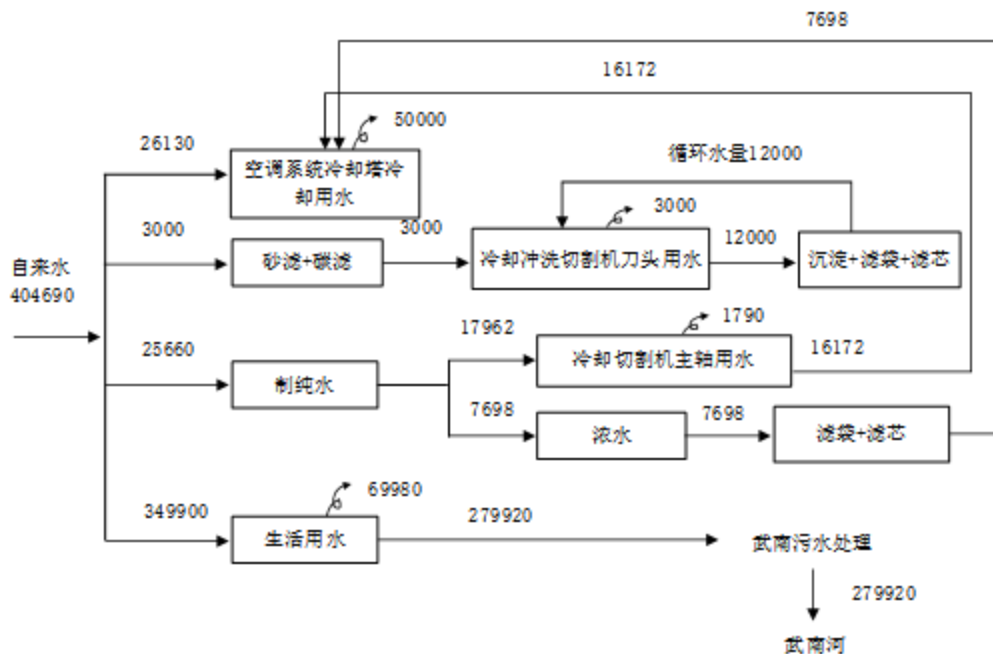 7698
16172
50000
26130
空调系统冷却塔冷
却用水
循环水量12000
3000
3000
3000
12000
自来水
404690
砂滤+碳滤
冷却冲洗切割机刀头用水
沉淀+滤袋+滤芯
1790
17962
25660
16172
冷却切割机主轴用水
制纯水
7698
7698
浓水
滤袋+滤芯
69980
349900
279920
生活用水
武南污水处理
279920
武南河